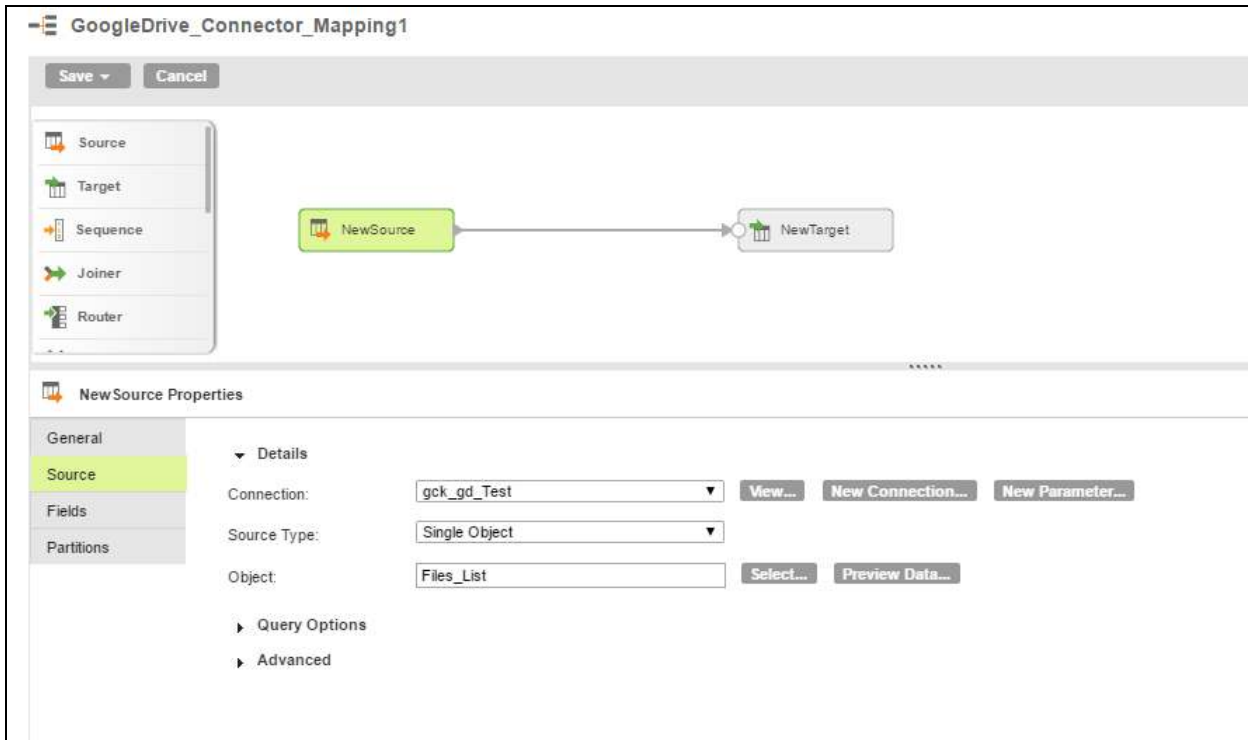 GoogleDrive_Connector_Mapping1
Save Cancel
Source
Target
Sequence
Joiner
Router
NewSource
NewTarget
NewSource Properties
General
Source
Fields
Partitions
Details
Connection: gck_gd_Test View... New Connection... New Parameter...
Source Type: Single Object
Object: Files_List Select... Preview Data...
Query Options
Advanced